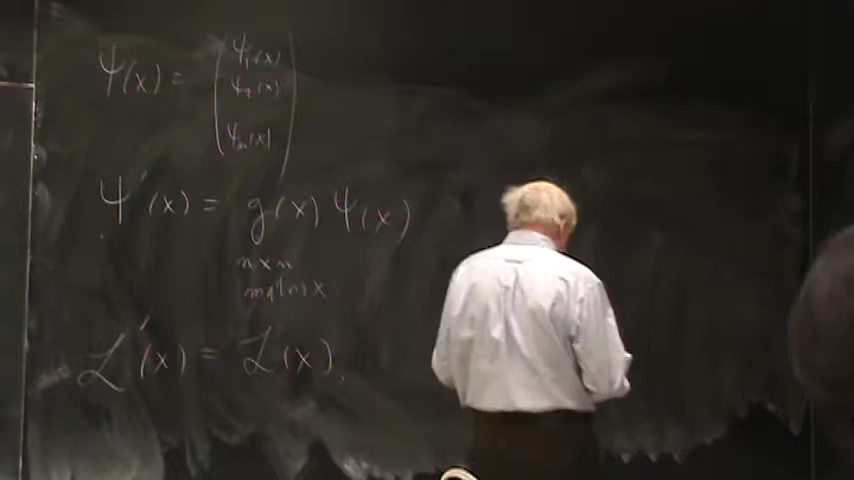 Ψ(x) = ( ψ₁(x)
ψ₂(x)
ψₙ(x) )
Ψ'(x) = g(x) Ψ(x)
n x n
matrix
ℒ'(x) = ℒ(x).